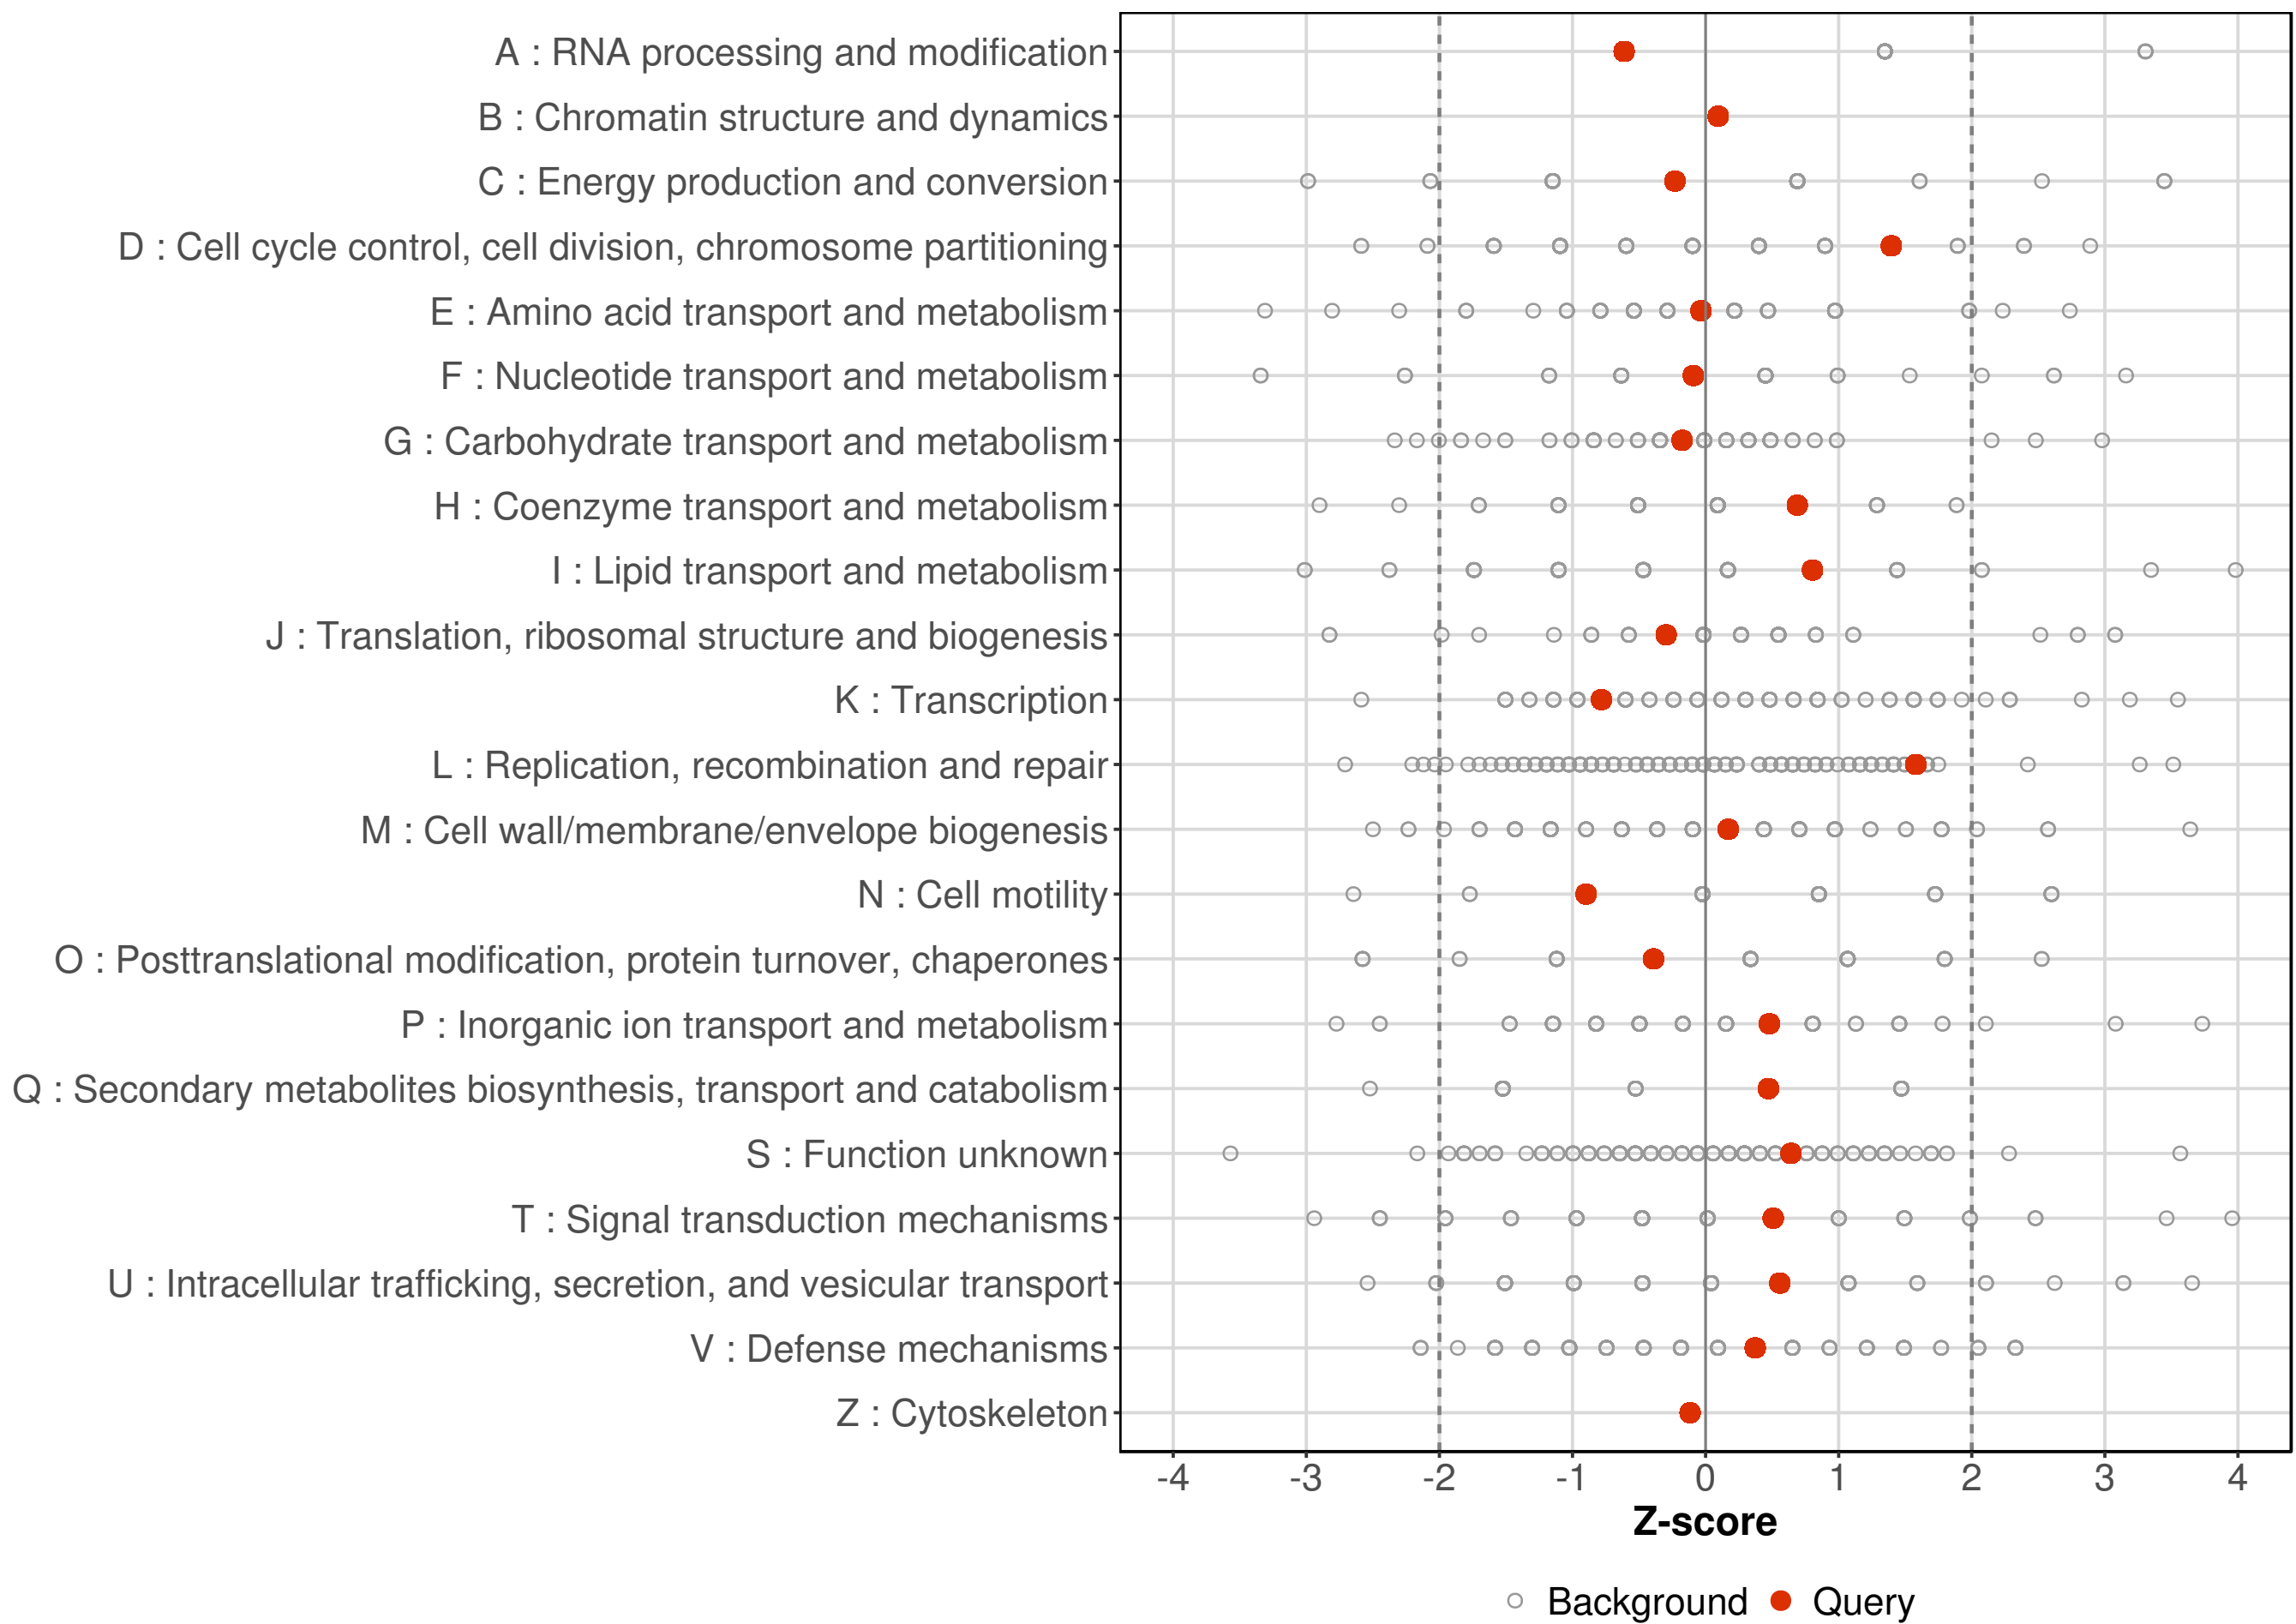 A : RNA processing and modification
B : Chromatin structure and dynamics
C : Energy production and conversion
D : Cell cycle control, cell division, chromosome partitioning
E : Amino acid transport and metabolism
F : Nucleotide transport and metabolism
G : Carbohydrate transport and metabolism
H : Coenzyme transport and metabolism
I : Lipid transport and metabolism
J : Translation, ribosomal structure and biogenesis
K : Transcription
L : Replication, recombination and repair
M : Cell wall/membrane/envelope biogenesis
N : Cell motility
O : Posttranslational modification, protein turnover, chaperones
P : Inorganic ion transport and metabolism
Q : Secondary metabolites biosynthesis, transport and catabolism
S : Function unknown
T : Signal transduction mechanisms
U : Intracellular trafficking, secretion, and vesicular transport
V : Defense mechanisms
Z : Cytoskeleton
-4 -3 -2 -1 0 1 2 3 4
Z-score
Background Query